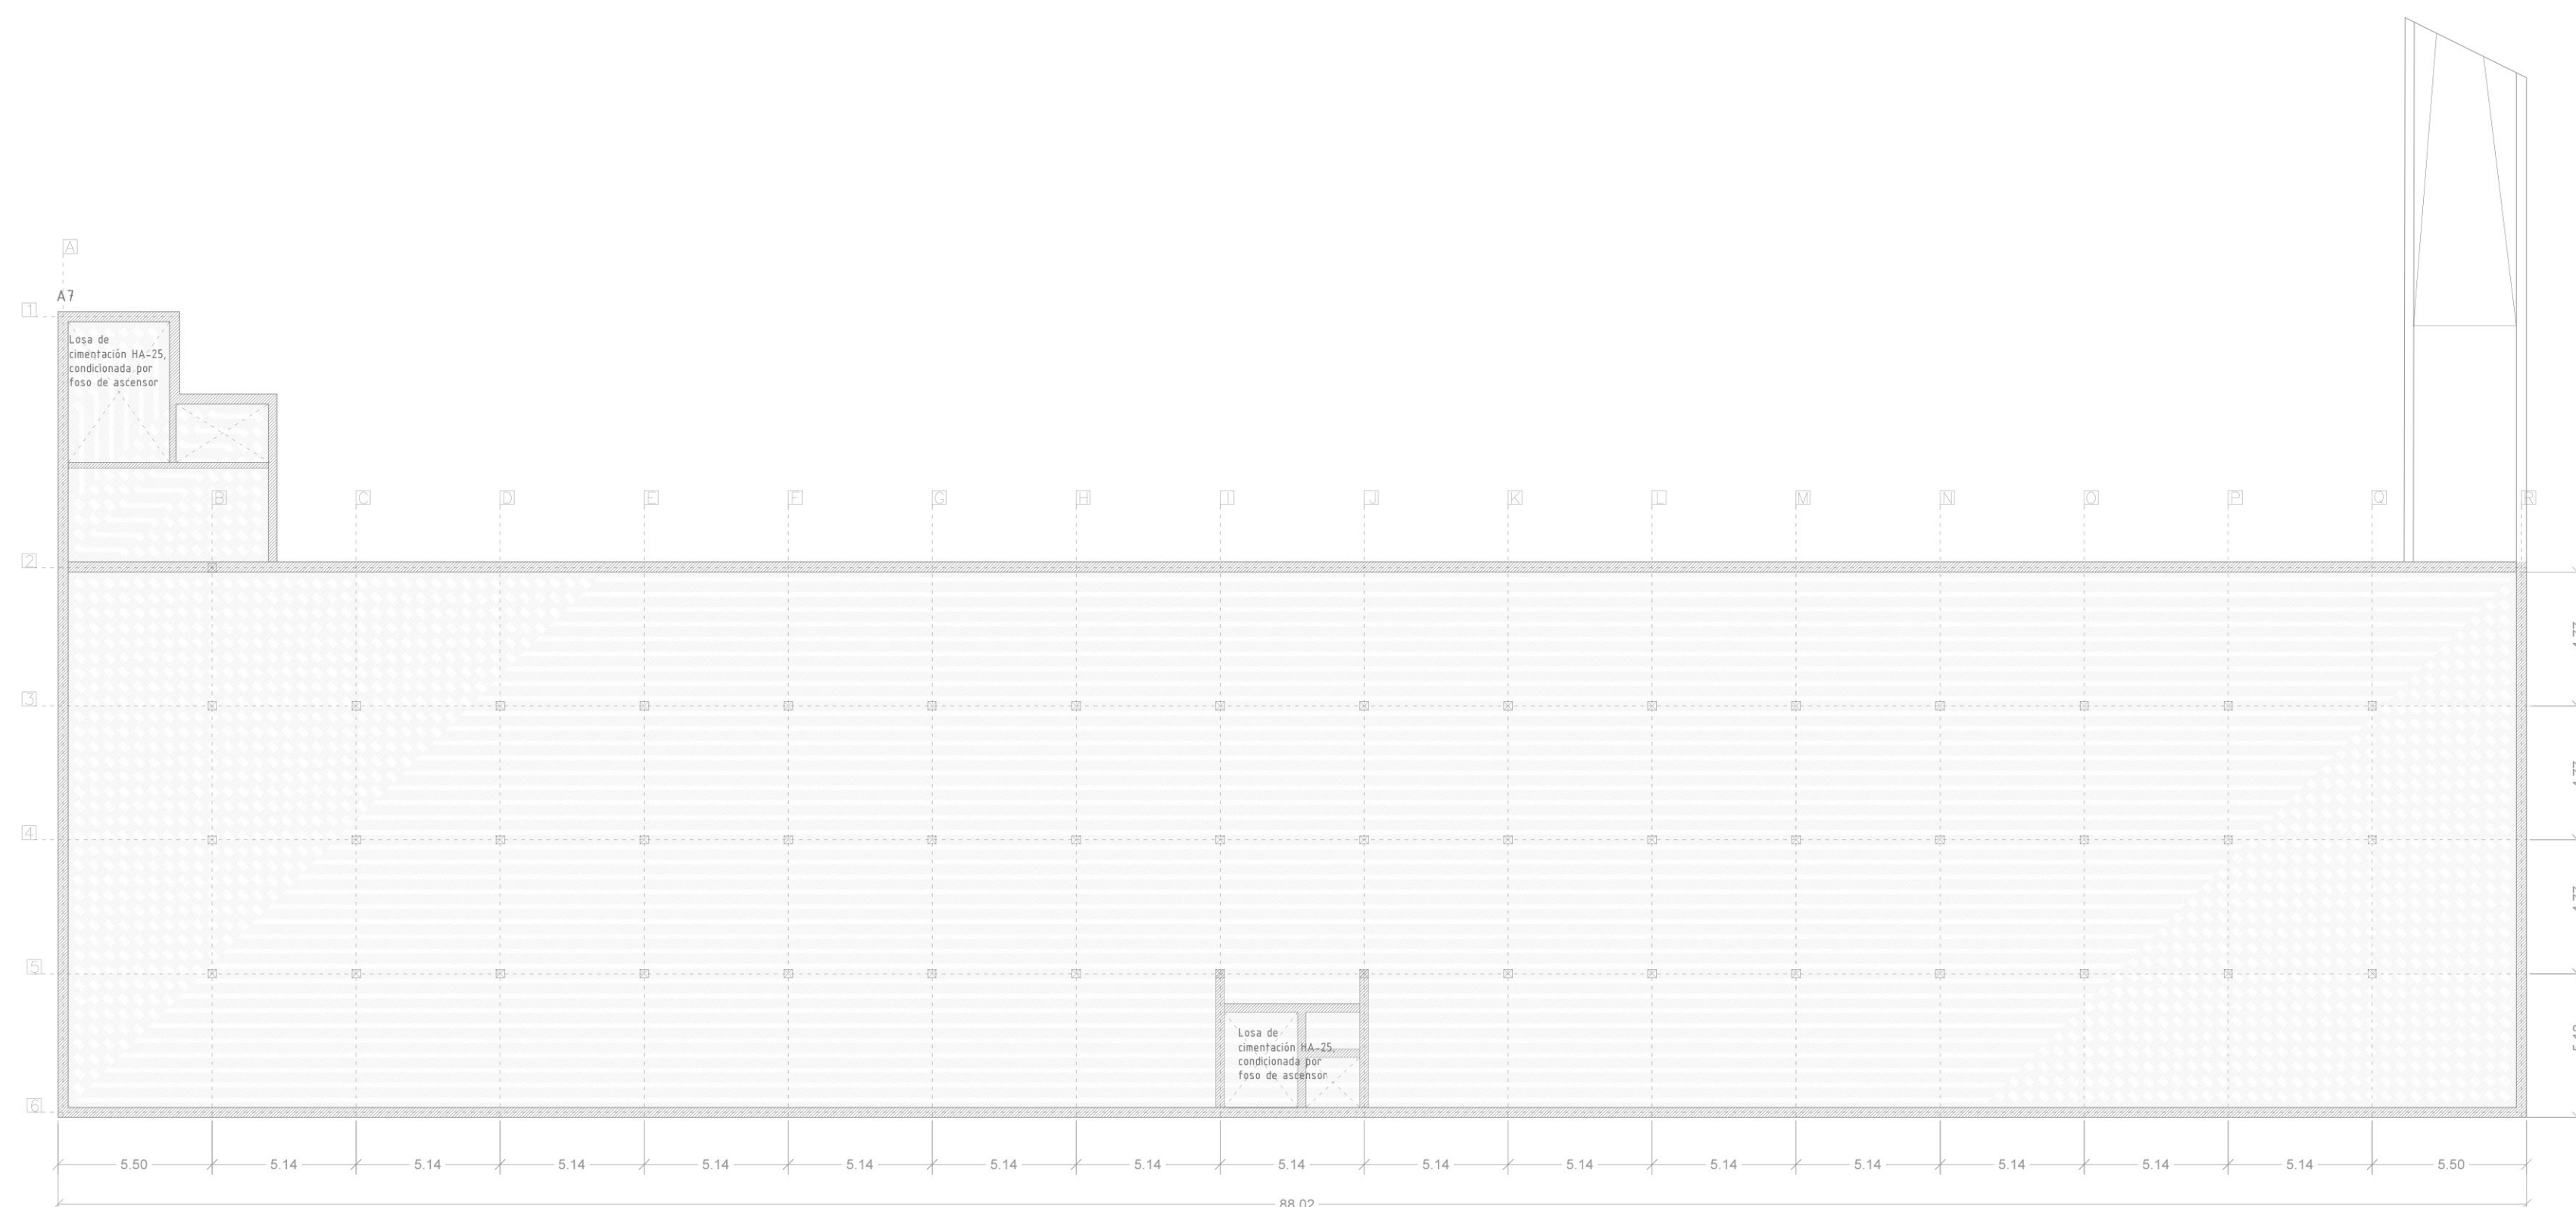 A
A7
1
Losa de
cimentación HA-25,
condicionada por
foso de ascensor
B C D E F G H I J K L M N O P Q R
2
3
4
5
Losa de
cimentación HA-25,
condicionada por
foso de ascensor
6
5.50 5.14 5.14 5.14 5.14 5.14 5.14 5.14 5.14 5.14 5.14 5.14 5.14 5.14 5.14 5.14 5.50
88.02